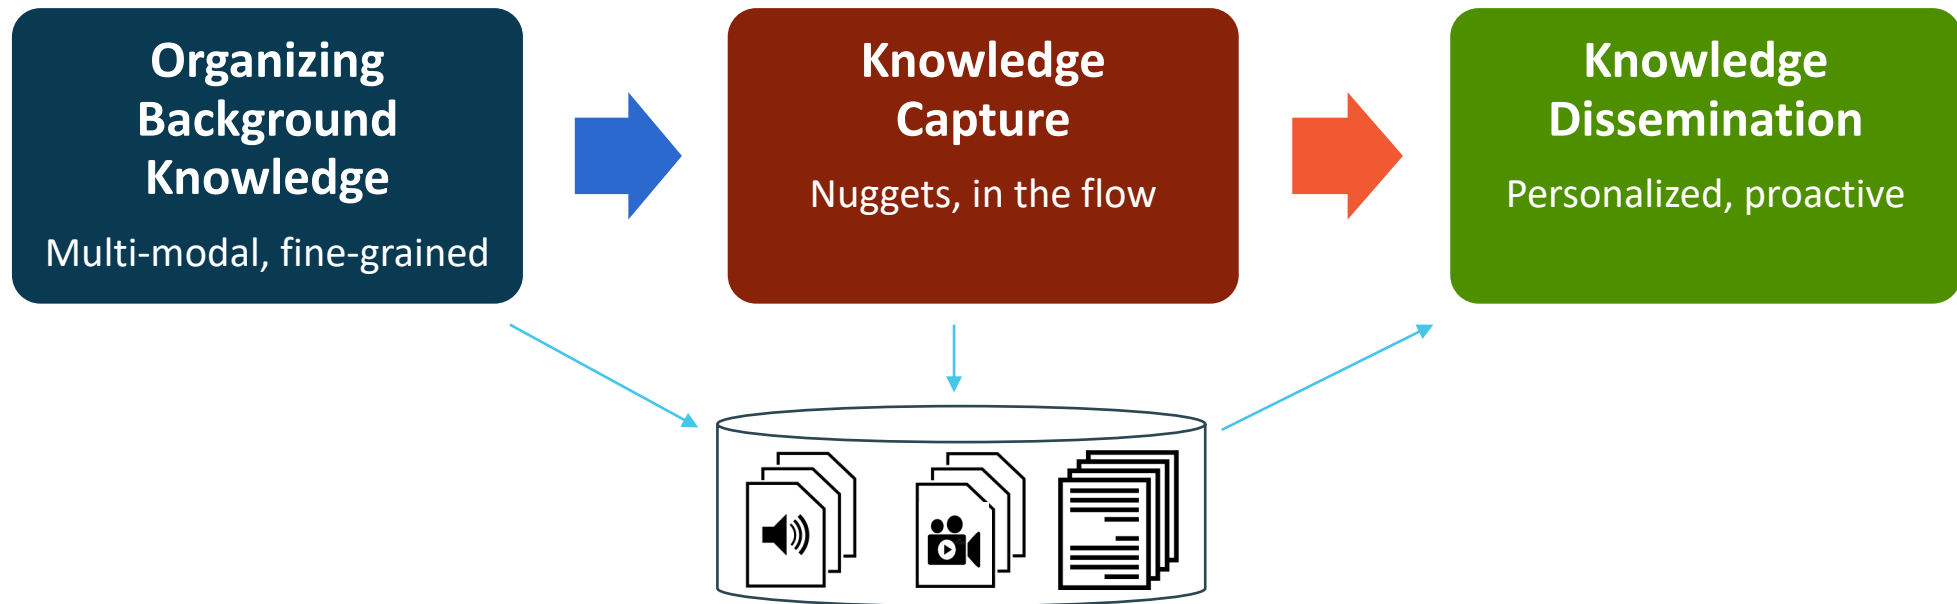 Organizing
Background
Knowledge
Multi-modal, fine-grained
Knowledge
Capture
Nuggets, in the flow
Knowledge
Dissemination
Personalized, proactive